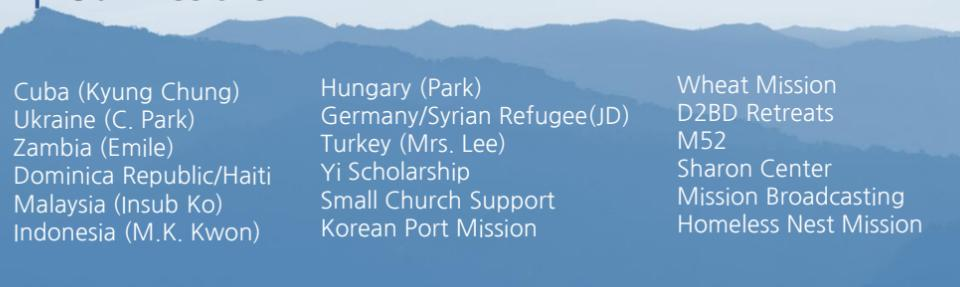 Cuba (Kyung Chung)
Ukraine (C. Park)
Zambia (Emile)
Dominica Republic/Haiti
Malaysia (Insub Ko)
Indonesia (M.K. Kwon)
Hungary (Park)
Germany/Syrian Refugee(JD)
Turkey (Mrs. Lee)
Yi Scholarship
Small Church Support
Korean Port Mission
Wheat Mission
D2BD Retreats
M52
Sharon Center
Mission Broadcasting
Homeless Nest Mission